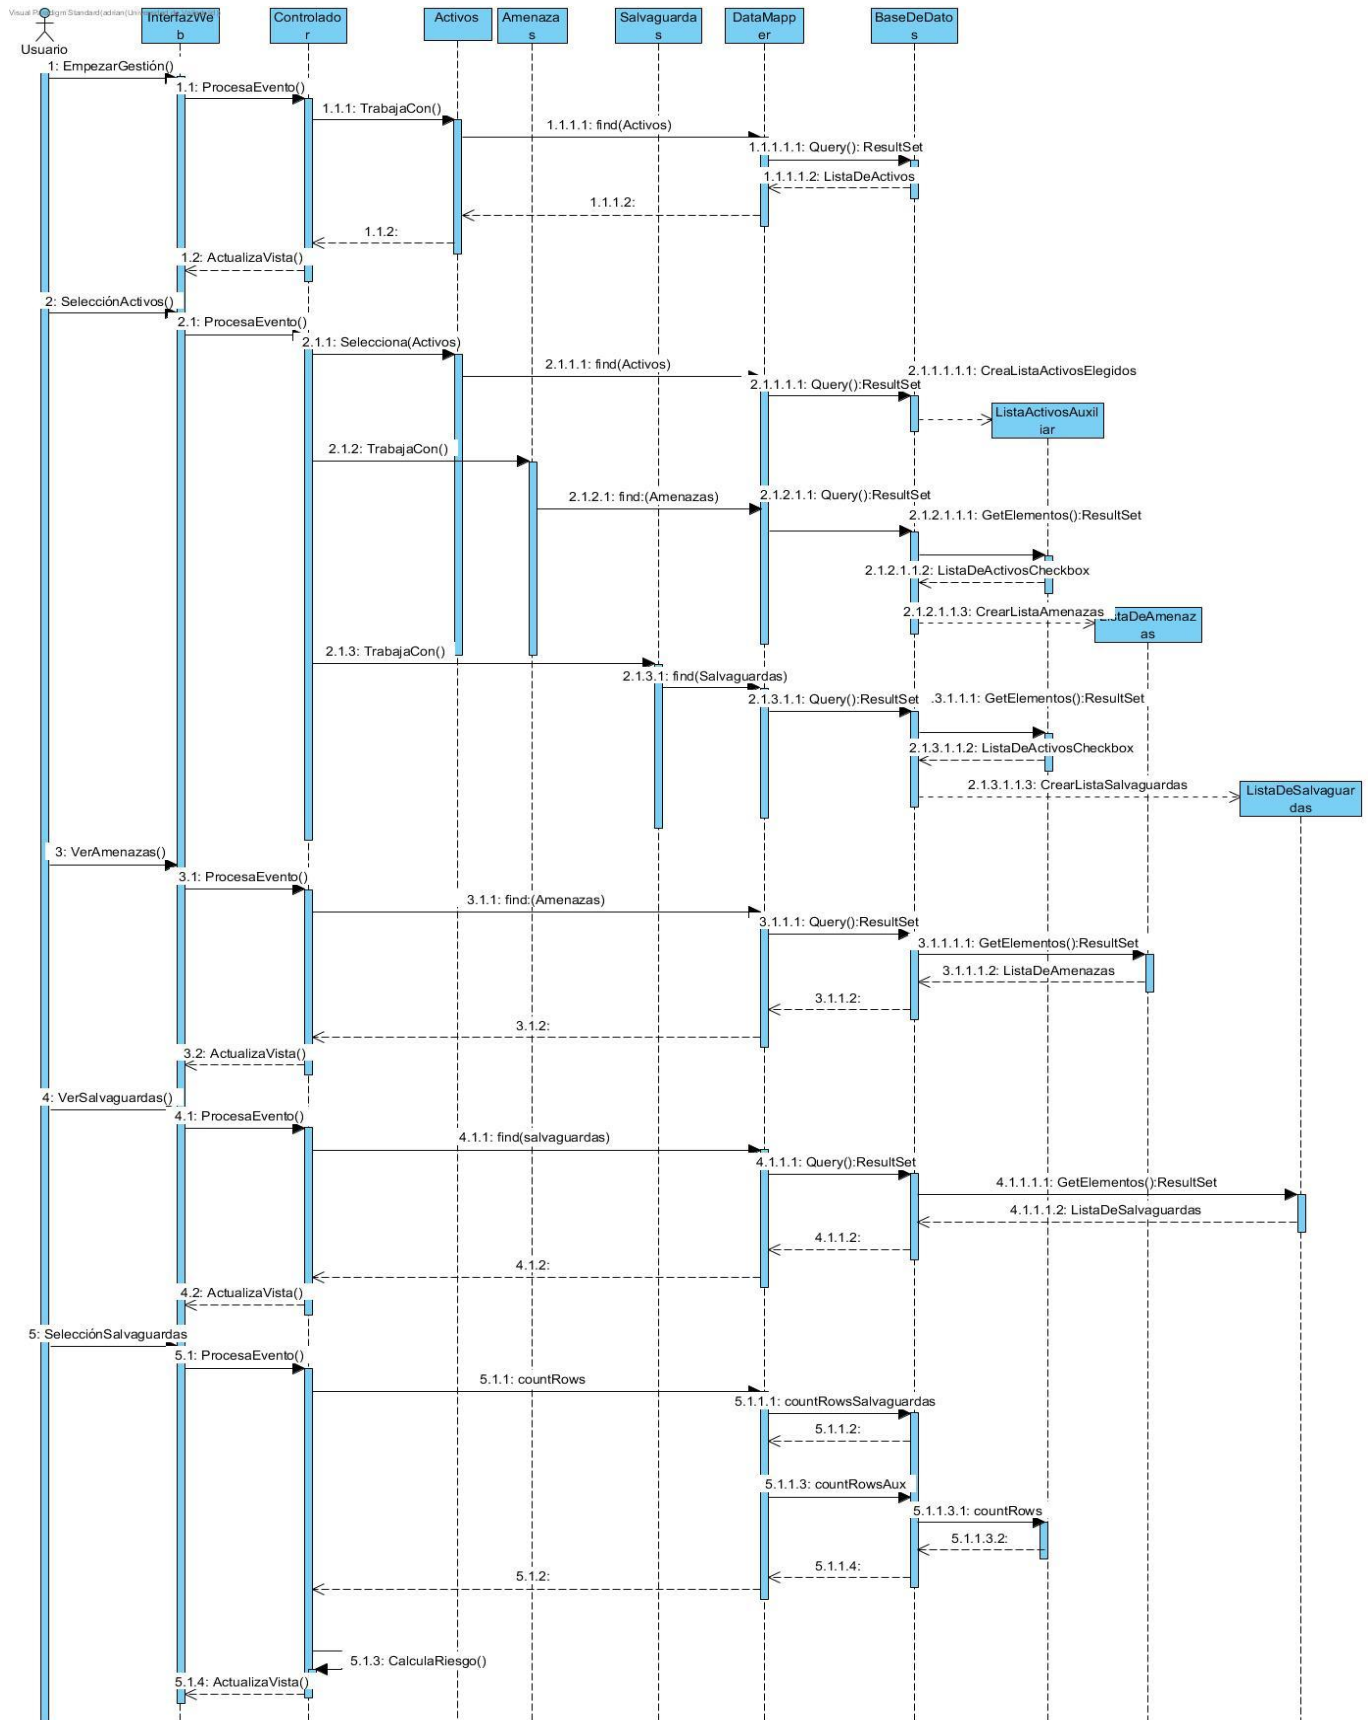 Visual Paradigm Standard(adrian(Universidad de
InterfazWe
b
Controlado
r
Activos
Amenaza
s
Salvaguarda
s
DataMapp
er
BaseDeDato
s
Usuario
1: EmpezarGestión()
1.1: ProcesaEvento()
1.1.1: TrabajaCon()
1.1.1.1: find(Activos)
1.1.1.1.1: Query(): ResultSet
1.1.1.1.2: ListaDeActivos
1.1.1.2:
1.1.2:
1.2: ActualizaVista()
2: SelecciónActivos()
2.1: ProcesaEvento()
2.1.1: Selecciona(Activos)
2.1.1.1: find(Activos)
2.1.1.1.1.1: CreaListaActivosElegidos
2.1.1.1.1: Query():ResultSet
ListaActivosAuxil
iar
2.1.2: TrabajaCon()
2.1.2.1: find:(Amenazas)
2.1.2.1.1: Query():ResultSet
2.1.2.1.1.1: GetElementos():ResultSet
2.1.2.1.1.2: ListaDeActivosCheckbox
2.1.2.1.1.3: CrearListaAmenazas
ListaDeAmenaz
as
2.1.3: TrabajaCon()
2.1.3.1: find(Salvaguardas)
2.1.3.1.1: Query():ResultSet
.3.1.1.1: GetElementos():ResultSet
2.1.3.1.1.2: ListaDeActivosCheckbox
2.1.3.1.1.3: CrearListaSalvaguardas
ListaDeSalvaguar
das
3: VerAmenazas()
3.1: ProcesaEvento()
3.1.1: find:(Amenazas)
3.1.1.1: Query():ResultSet
3.1.1.1.1: GetElementos():ResultSet
3.1.1.1.2: ListaDeAmenazas
3.1.1.2:
3.1.2:
3.2: ActualizaVista()
4: VerSalvaguardas()
4.1: ProcesaEvento()
4.1.1: find(salvaguardas)
4.1.1.1: Query():ResultSet
4.1.1.1.1: GetElementos():ResultSet
4.1.1.1.2: ListaDeSalvaguardas
4.1.1.2:
4.1.2:
4.2: ActualizaVista()
5: SelecciónSalvaguardas
5.1: ProcesaEvento()
5.1.1: countRows
5.1.1.1: countRowsSalvaguardas
5.1.1.2:
5.1.1.3: countRowsAux
5.1.1.3.1: countRows
5.1.1.3.2:
5.1.1.4:
5.1.2:
5.1.3: CalculaRiesgo()
5.1.4: ActualizaVista()